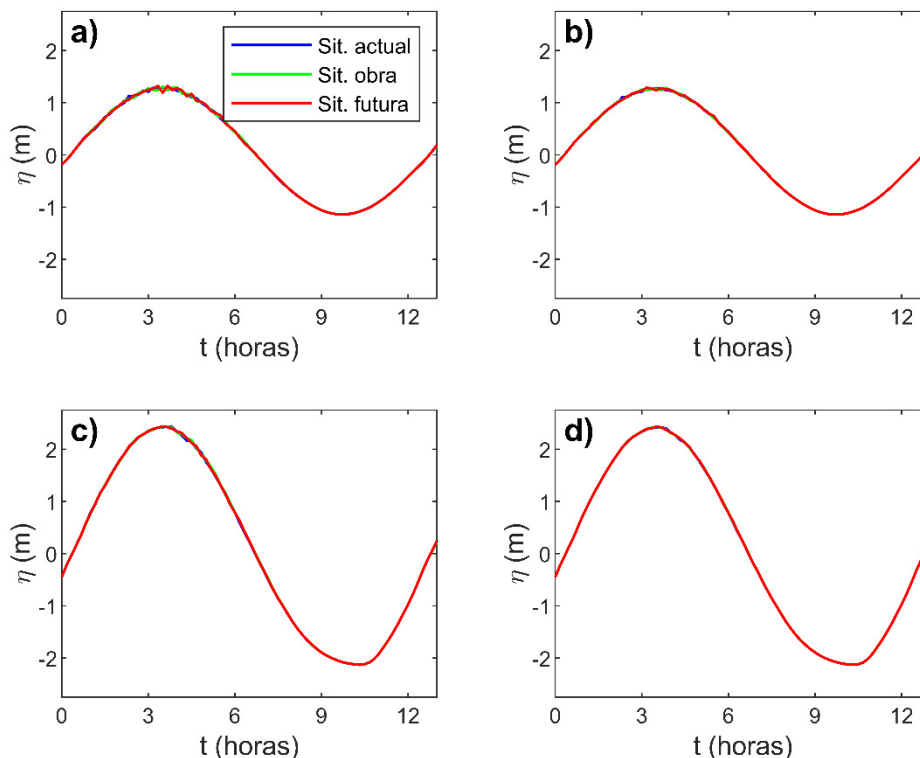 a)
Sit. actual
Sit. obra
Sit. futura
2
1
0
-1
-2
η (m)
0 3 6 9 12
t (horas)
b)
2
1
0
-1
-2
η (m)
0 3 6 9 12
t (horas)
c)
2
1
0
-1
-2
η (m)
0 3 6 9 12
t (horas)
d)
2
1
0
-1
-2
η (m)
0 3 6 9 12
t (horas)